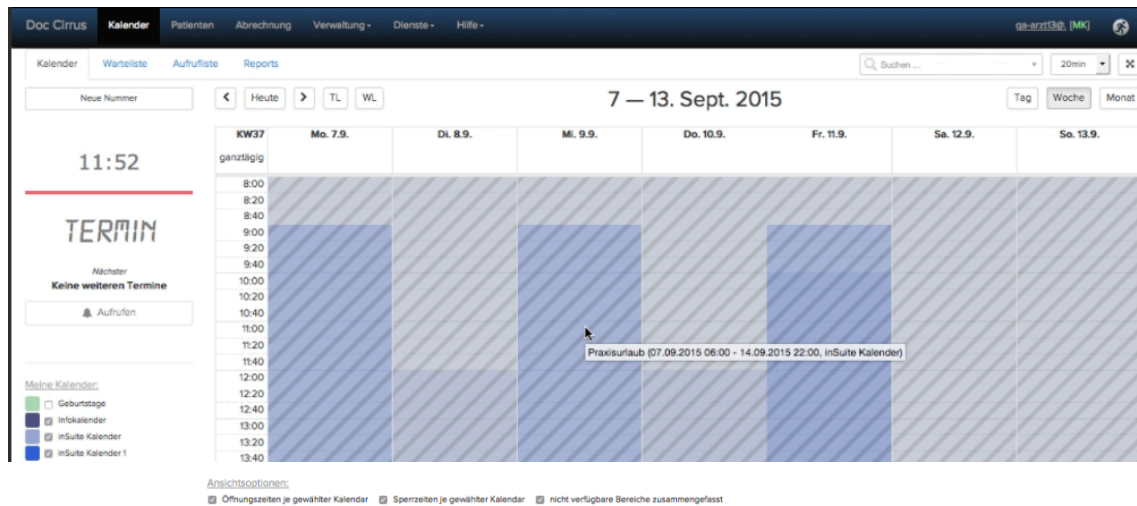 Doc Cirrus Kalender Patienten Abrechnung Verwaltung Dienste Hilfe qa-arzt13@. [MK]
Kalender Warteliste Aufrufliste Reports Suchen ... 20min
Neue Nummer Heute TL WL 7 — 13. Sept. 2015 Tag Woche Monat
KW37 Mo. 7.9. Di. 8.9. Mi. 9.9. Do. 10.9. Fr. 11.9. Sa. 12.9. So. 13.9.
ganztägig
11:52
8:00
8:20
8:40
TERMIN
9:00
9:20
9:40
Nächster
Keine weiteren Termine
10:00
10:20
Aufrufen
10:40
11:00
11:20
Praxisurlaub (07.09.2015 06:00 - 14.09.2015 22:00, inSuite Kalender)
11:40
12:00
Meine Kalender:
12:20
Geburtstage
12:40
Infokalender
13:00
inSuite Kalender
13:20
inSuite Kalender 1
13:40
Ansichtsoptionen:
Öffnungszeiten je gewählter Kalendar Sperrzeiten je gewählter Kalendar nicht verfügbare Bereiche zusammengefasst